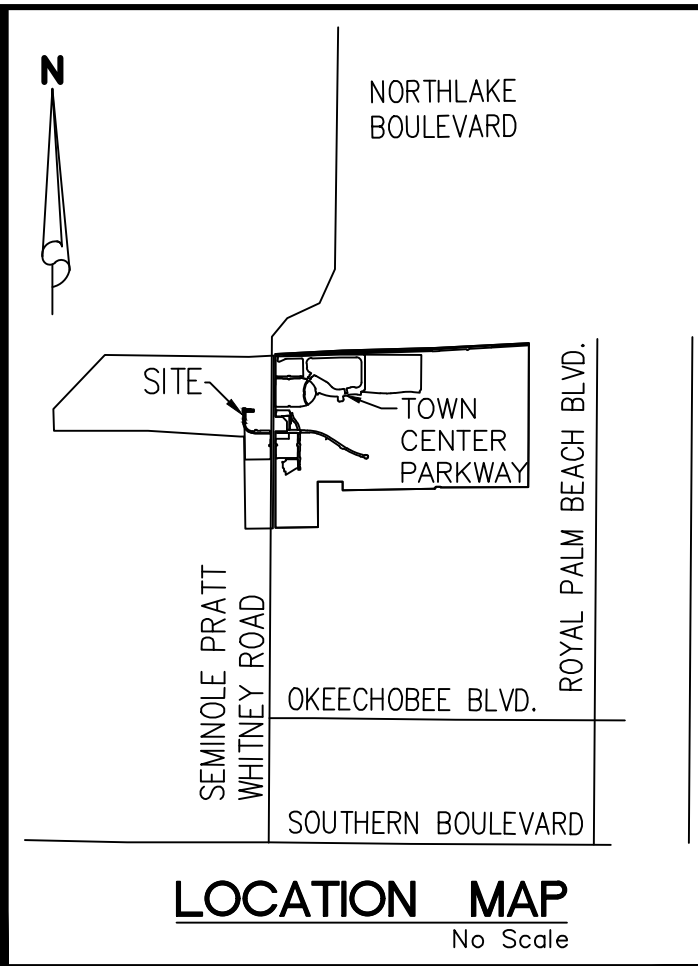 N
NORTHLAKE
BOULEVARD
SITE
TOWN
CENTER
PARKWAY
ROYAL PALM BEACH BLVD.
SEMINOLE PRATT
WHITNEY ROAD
OKEECHOBEE BLVD.
SOUTHERN BOULEVARD
LOCATION MAP
No Scale